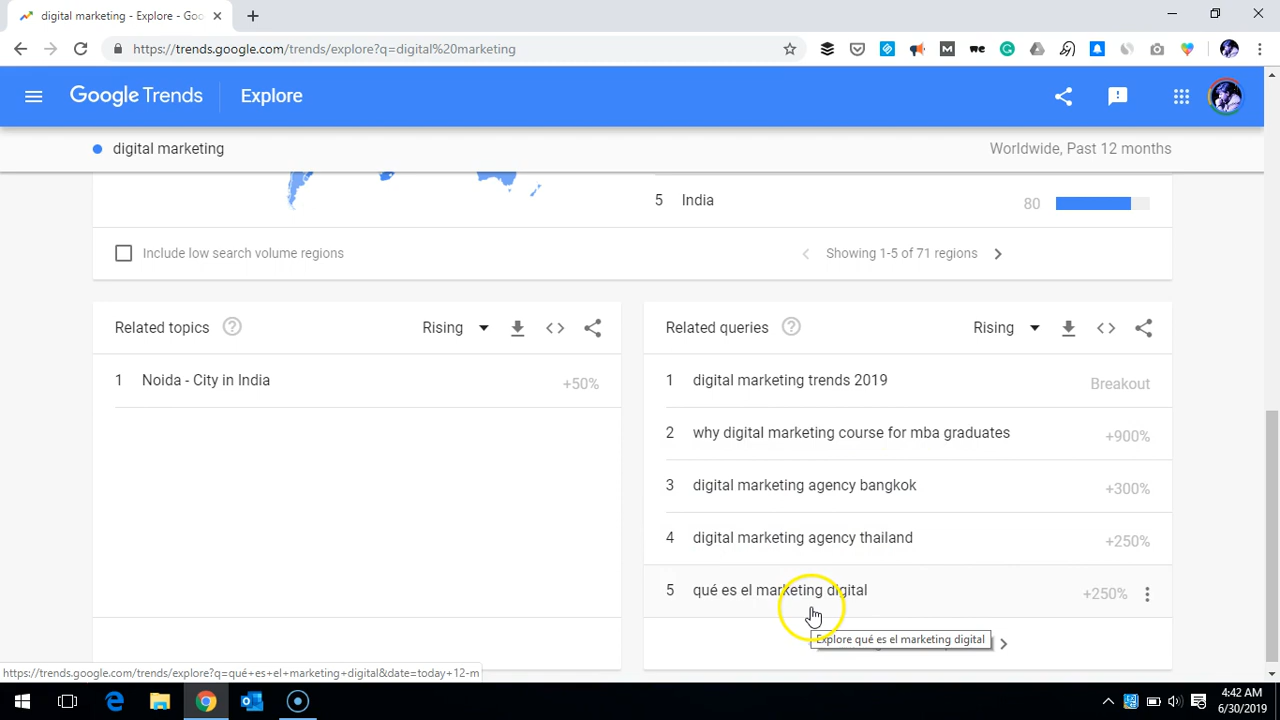 digital marketing - Explore - Goo
https://trends.google.com/trends/explore?q=digital%20marketing
Google Trends
Explore
digital marketing
Worldwide, Past 12 months
5 India 80
Include low search volume regions
Showing 1-5 of 71 regions
Related topics
Rising
1 Noida - City in India +50%
Related queries
Rising
1 digital marketing trends 2019 Breakout
2 why digital marketing course for mba graduates +900%
3 digital marketing agency bangkok +300%
4 digital marketing agency thailand +250%
5 qué es el marketing digital +250%
Explore qué es el marketing digital
https://trends.google.com/trends/explore?q=qué+es+el+marketing+digital&date=today+12-m
4:42 AM
6/30/2019